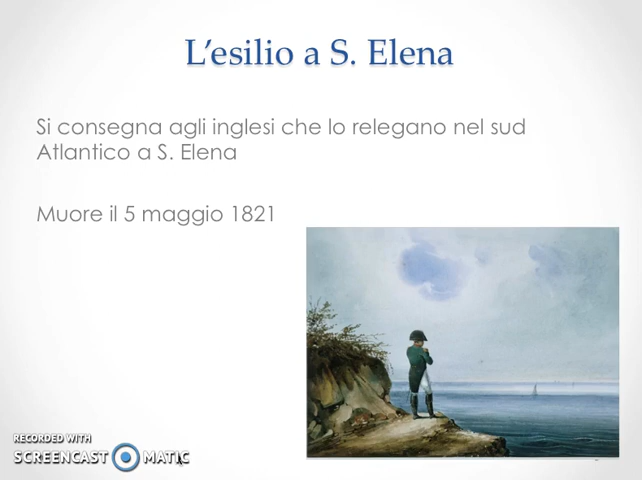 L'esilio a S. Elena
Si consegna agli inglesi che lo relegano nel sud
Atlantico a S. Elena
Muore il 5 maggio 1821
RECORDED WITH
SCREENCAST MATIC